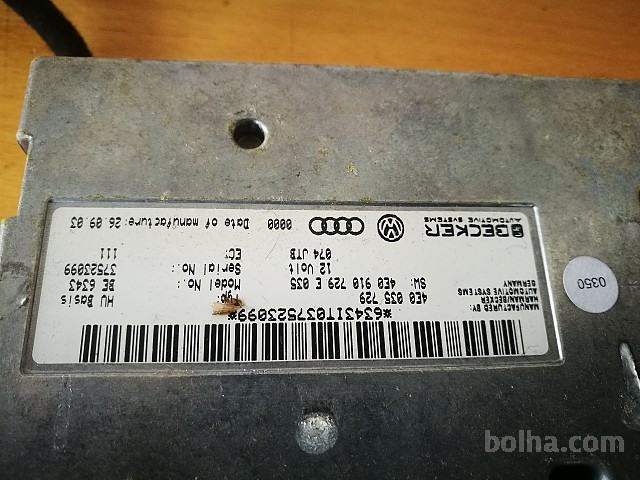 *63431T037523099*
MANUFACTURED BY:
HARMAN/BECKER
AUTOMOTIVE SYSTEMS
GERMANY
4E0 035 729
SW: 4E0 910 729 E 035
12 Volt
074 JTB
HU Basis
Model No.: BE 6343
Serial No.: 37523099
EC: 111
BECKER
AUTOMOTIVE SYSTEMS
0000 Date of manufacture: 26.09.03
0350
bolha.com